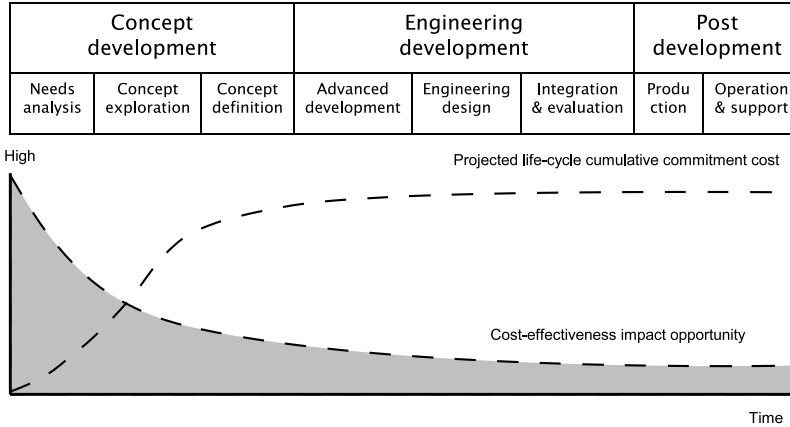 Concept
development
Engineering
development
Post
development
Needs
analysis
Concept
exploration
Concept
definition
Advanced
development
Engineering
design
Integration
& evaluation
Produ
ction
Operation
& support
High
Projected life-cycle cumulative commitment cost
Cost-effectiveness impact opportunity
Time